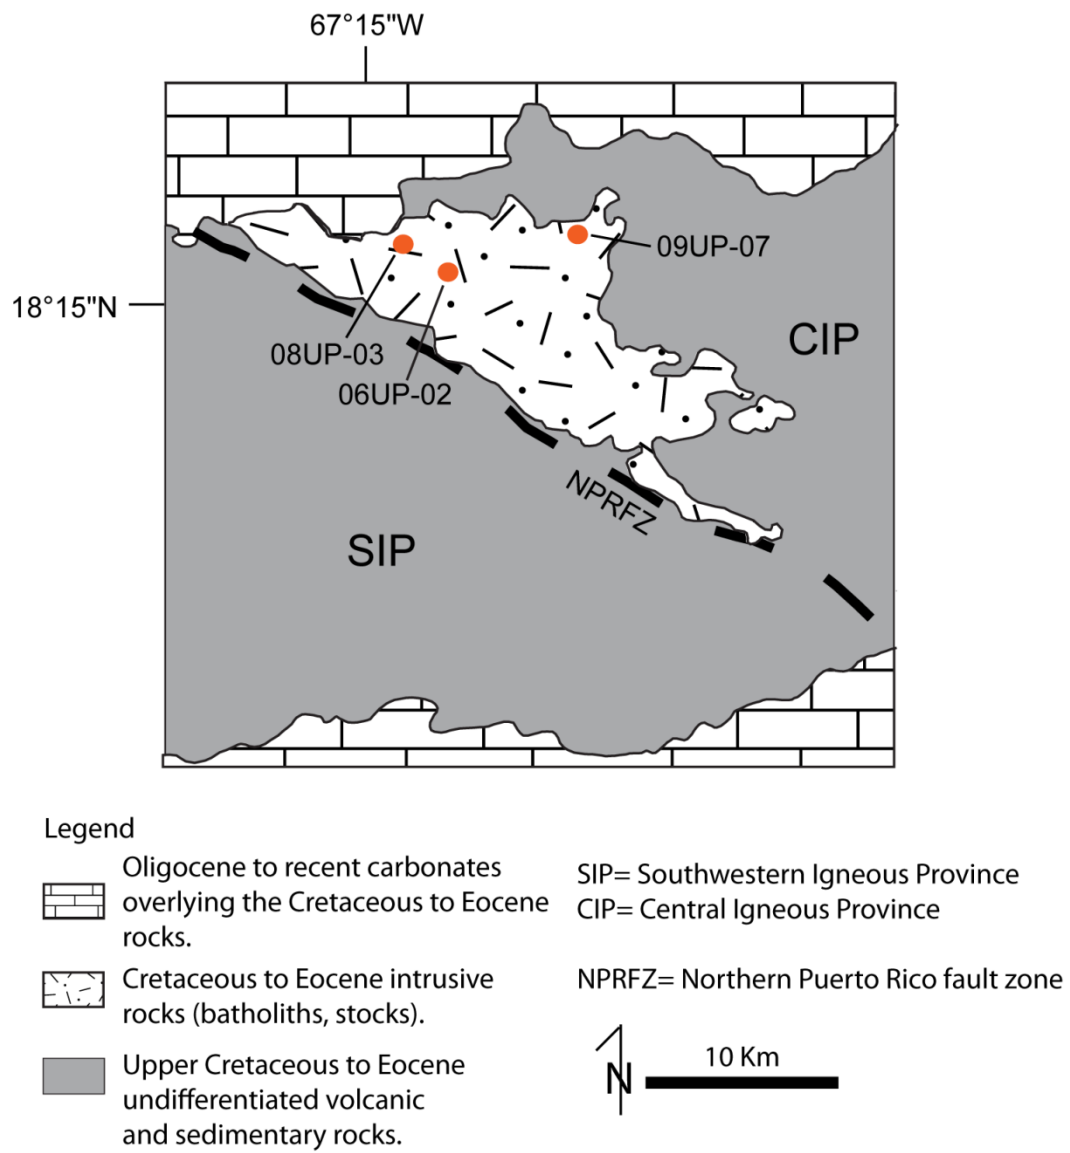 67°15"W
09UP-07
18°15"N
CIP
08UP-03
06UP-02
NPRFZ
SIP
Legend
Oligocene to recent carbonates
overlying the Cretaceous to Eocene
rocks.
Cretaceous to Eocene intrusive
rocks (batholiths, stocks).
Upper Cretaceous to Eocene
undifferentiated volcanic
and sedimentary rocks.
SIP= Southwestern Igneous Province
CIP= Central Igneous Province
NPRFZ= Northern Puerto Rico fault zone
N
10 Km